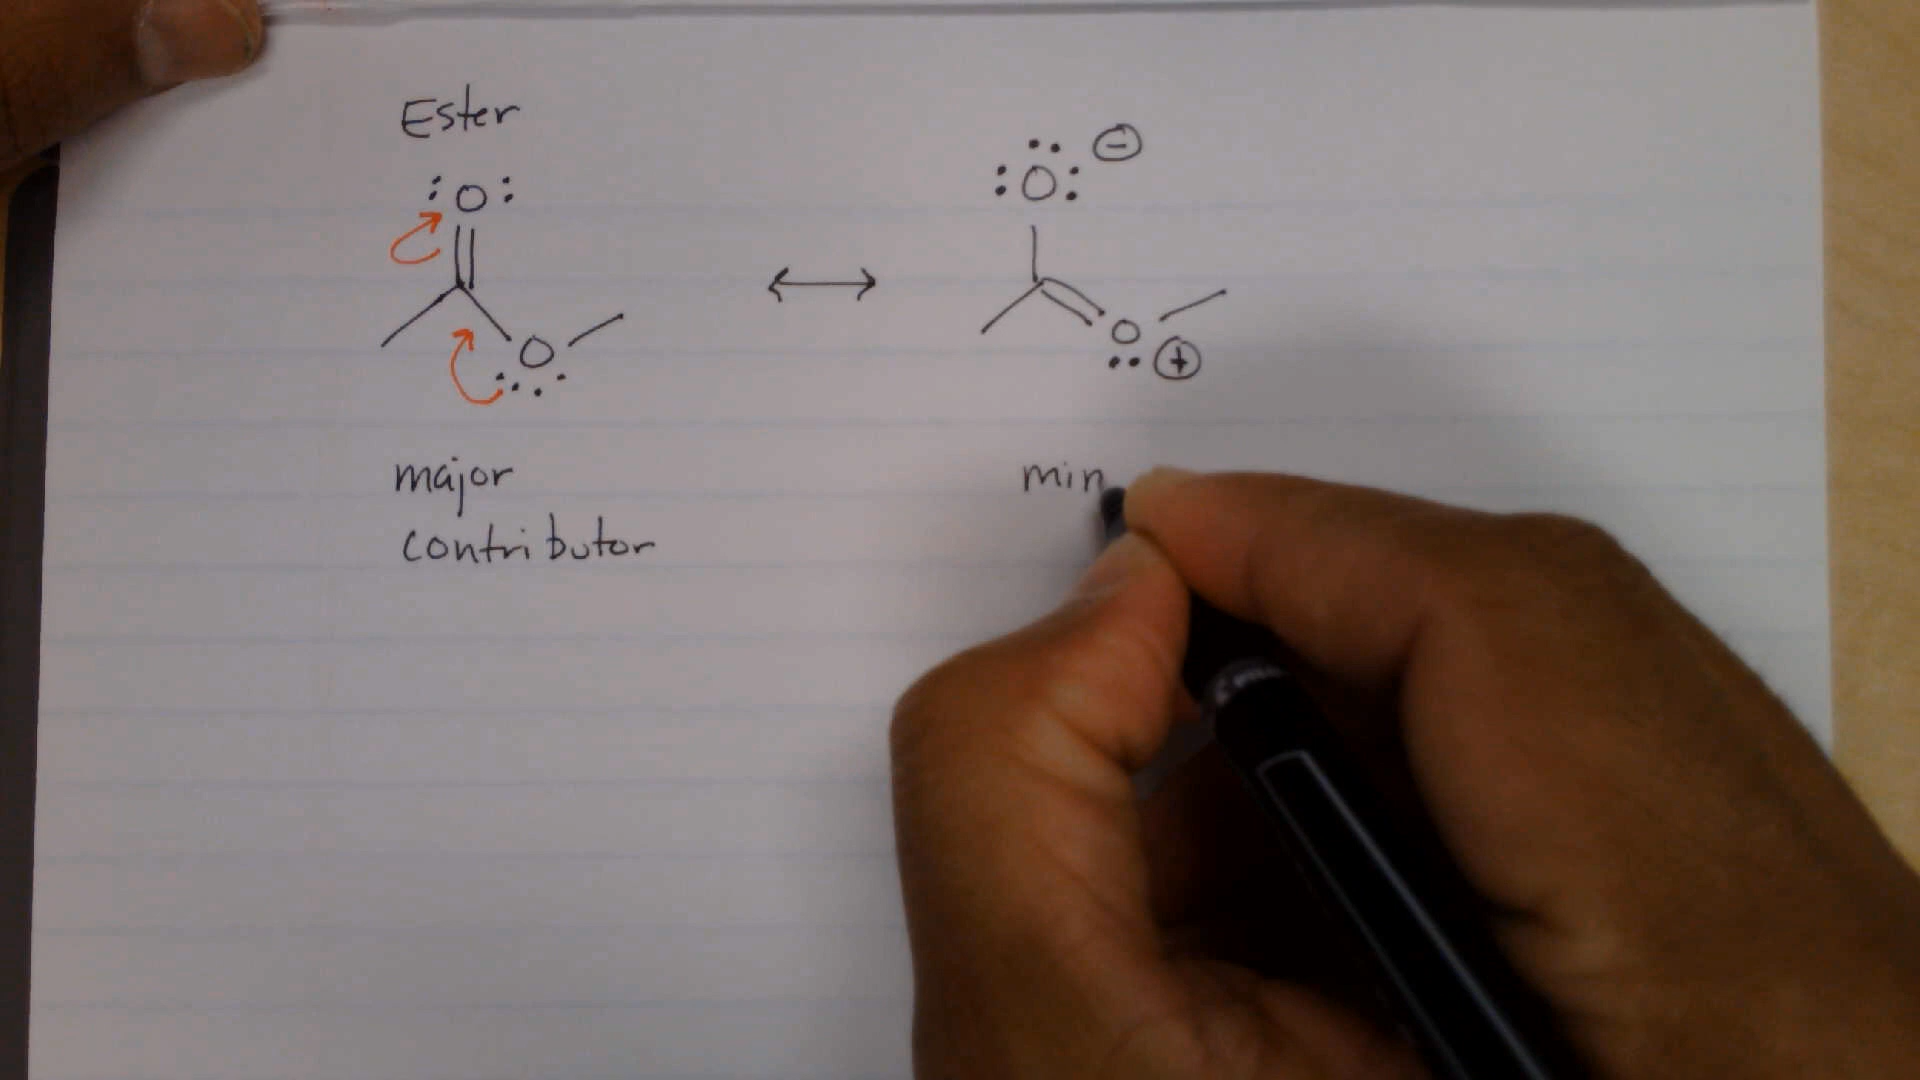 Ester
:O:
O
major
contributor
:O: ⊖
O
⊕
min